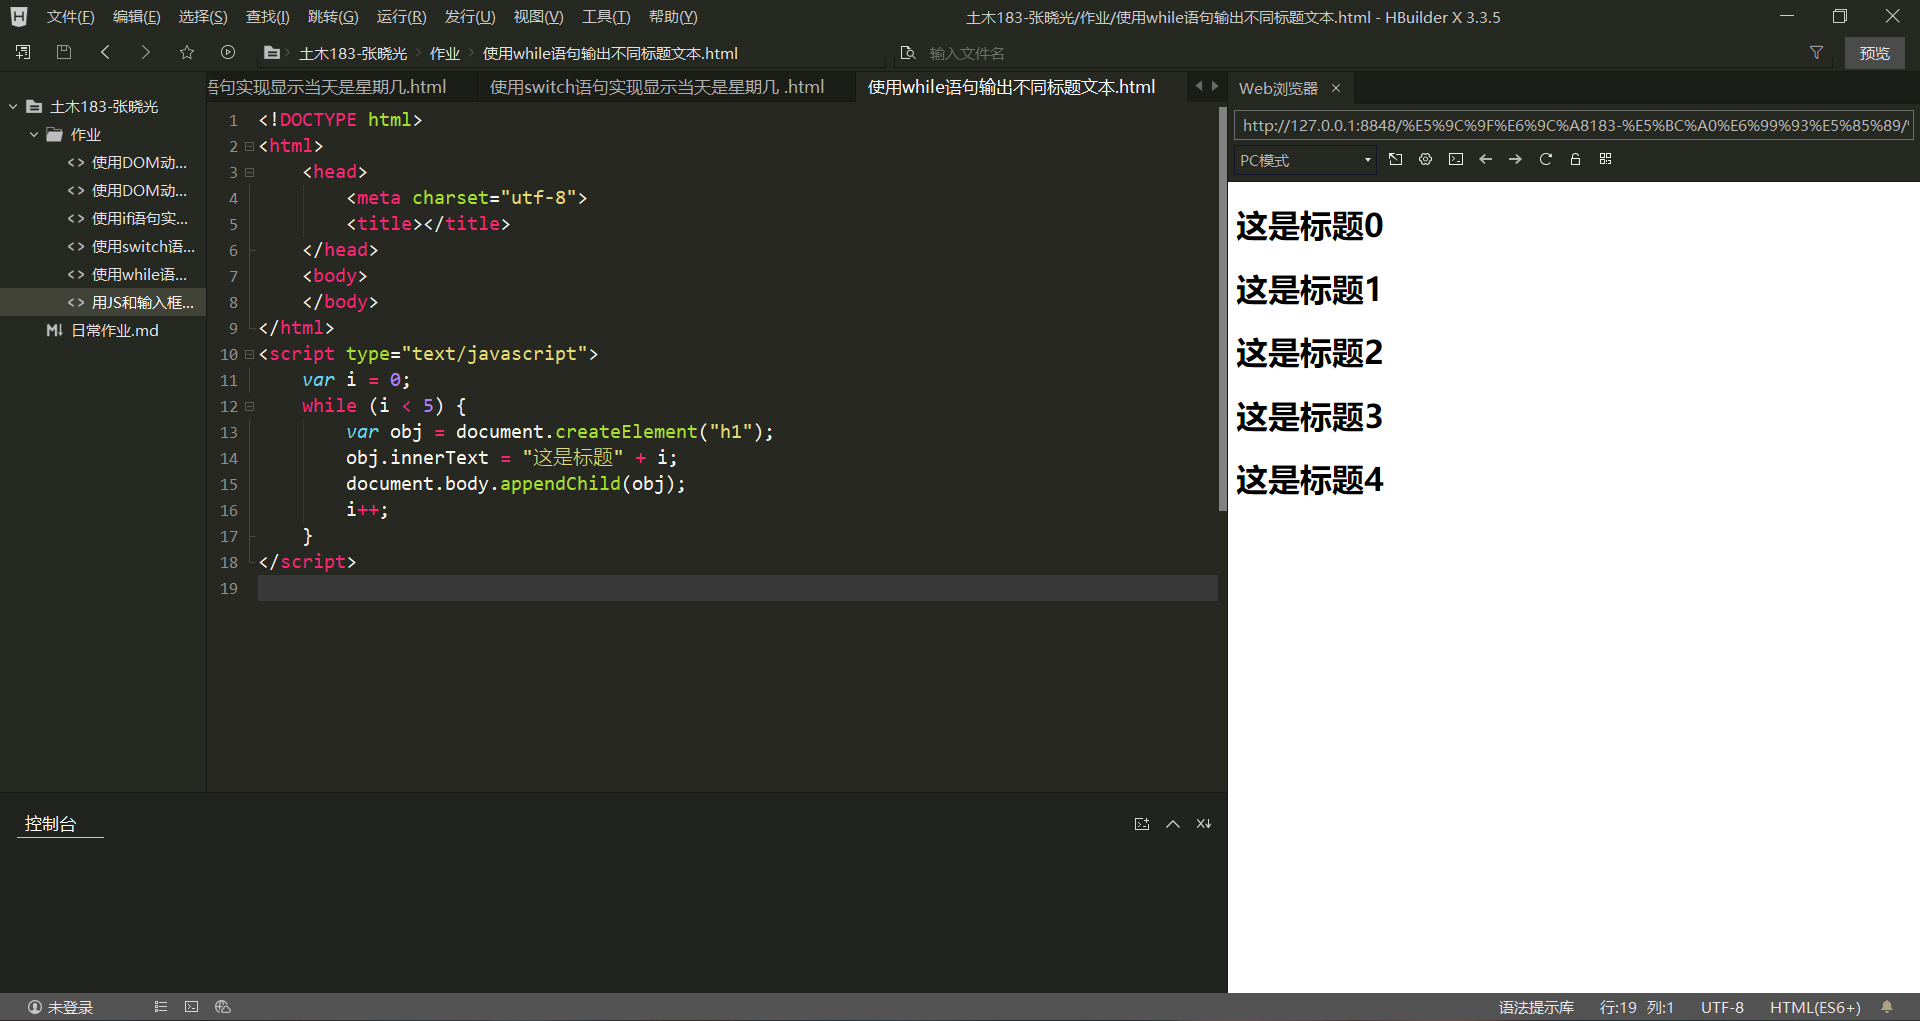 文件(F) 编辑(E) 选择(S) 查找(I) 跳转(G) 运行(R) 发行(U) 视图(V) 工具(T) 帮助(Y) 土木183-张晓光/作业/使用while语句输出不同标题文本.html - HBuilder X 3.3.5
土木183-张晓光 作业 使用while语句输出不同标题文本.html 输入文件名 预览
语句实现显示当天是星期几.html 使用switch语句实现显示当天是星期几 .html 使用while语句输出不同标题文本.html Web浏览器
土木183-张晓光
作业
使用DOM动...
使用DOM动...
使用if语句实...
使用switch语...
使用while语...
用JS和输入框...
日常作业.md
1 <!DOCTYPE html>
2 <html>
3 <head>
4 <meta charset="utf-8">
5 <title></title>
6 </head>
7 <body>
8 </body>
9 </html>
10 <script type="text/javascript">
11 var i = 0;
12 while (i < 5) {
13 var obj = document.createElement("h1");
14 obj.innerText = "这是标题" + i;
15 document.body.appendChild(obj);
16 i++;
17 }
18 </script>
19
http://127.0.0.1:8848/%E5%9C%9F%E6%9C%A8183-%E5%BC%A0%E6%99%93%E5%85%89/
PC模式
这是标题0
这是标题1
这是标题2
这是标题3
这是标题4
控制台
未登录 语法提示库 行:19 列:1 UTF-8 HTML(ES6+)